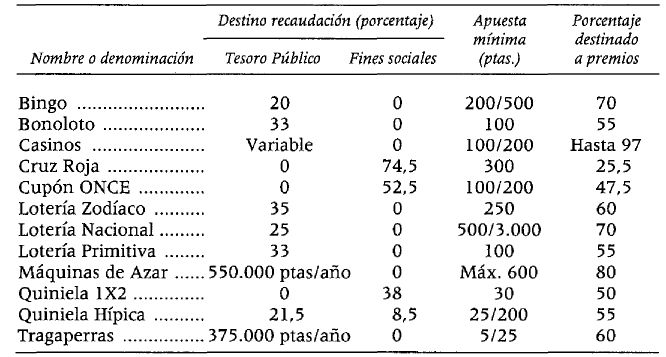 Destino recaudación (porcentaje) Apuesta Porcentaje
mínima destinado
Nombre o denominación Tesoro Público Fines sociales (ptas.) a premios
Bingo ........................ 20 0 200/500 70
Bonoloto .................. 33 0 100 55
Casinos .................... Variable 0 100/200 Hasta 97
Cruz Roja ................ 0 74,5 300 25,5
Cupón ONCE .......... 0 52,5 100/200 47,5
Lotería Zodíaco ....... 35 0 250 60
Lotería Nacional ...... 25 0 500/3.000 70
Lotería Primitiva ..... 33 0 100 55
Máquinas de Azar ...... 550.000 ptas/año 0 Máx. 600 80
Quiniela 1X2 ............. 0 38 30 50
Quiniela Hípica ........ 21,5 8,5 25/200 55
Tragaperras ............... 375.000 ptas/año 0 5/25 60